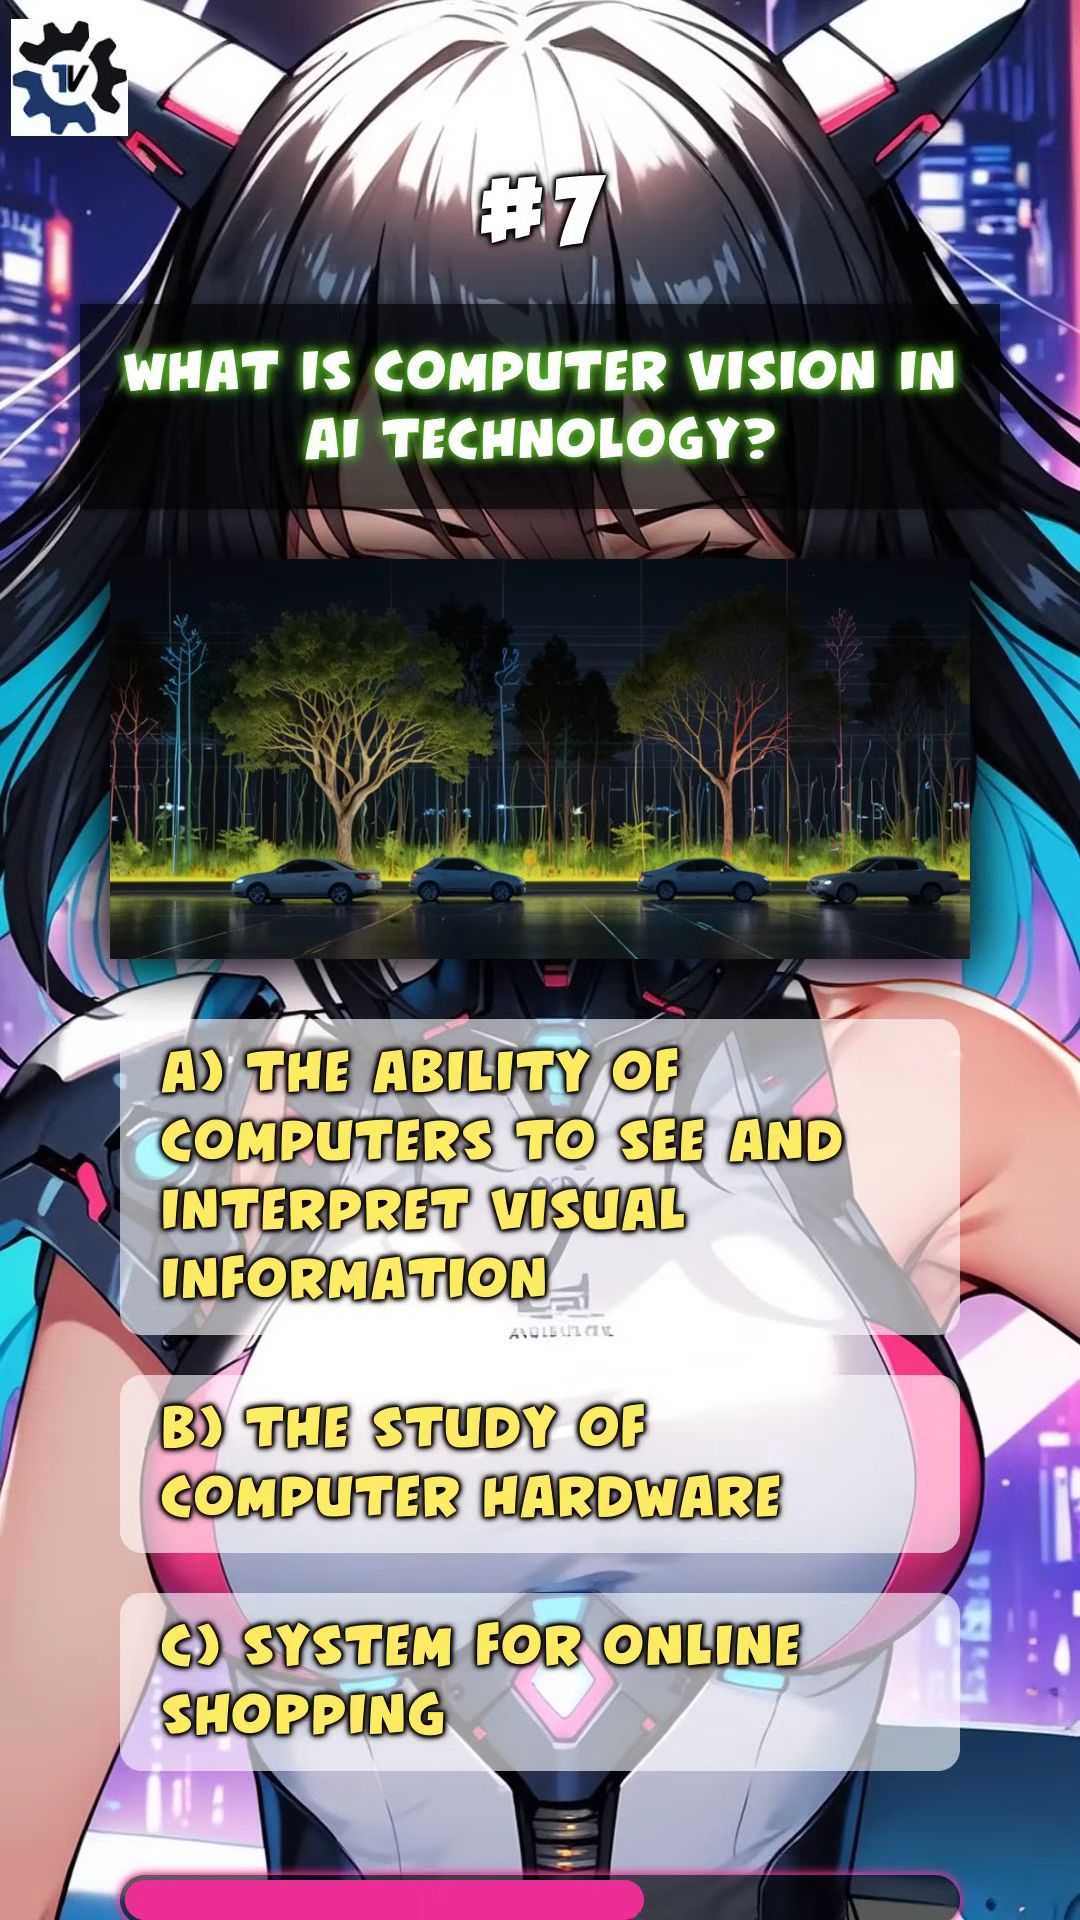 TV
#7
WHAT IS COMPUTER VISION IN
AI TECHNOLOGY?
A) THE ABILITY OF
COMPUTERS TO SEE AND
INTERPRET VISUAL
INFORMATION
B) THE STUDY OF
COMPUTER HARDWARE
C) SYSTEM FOR ONLINE
SHOPPING